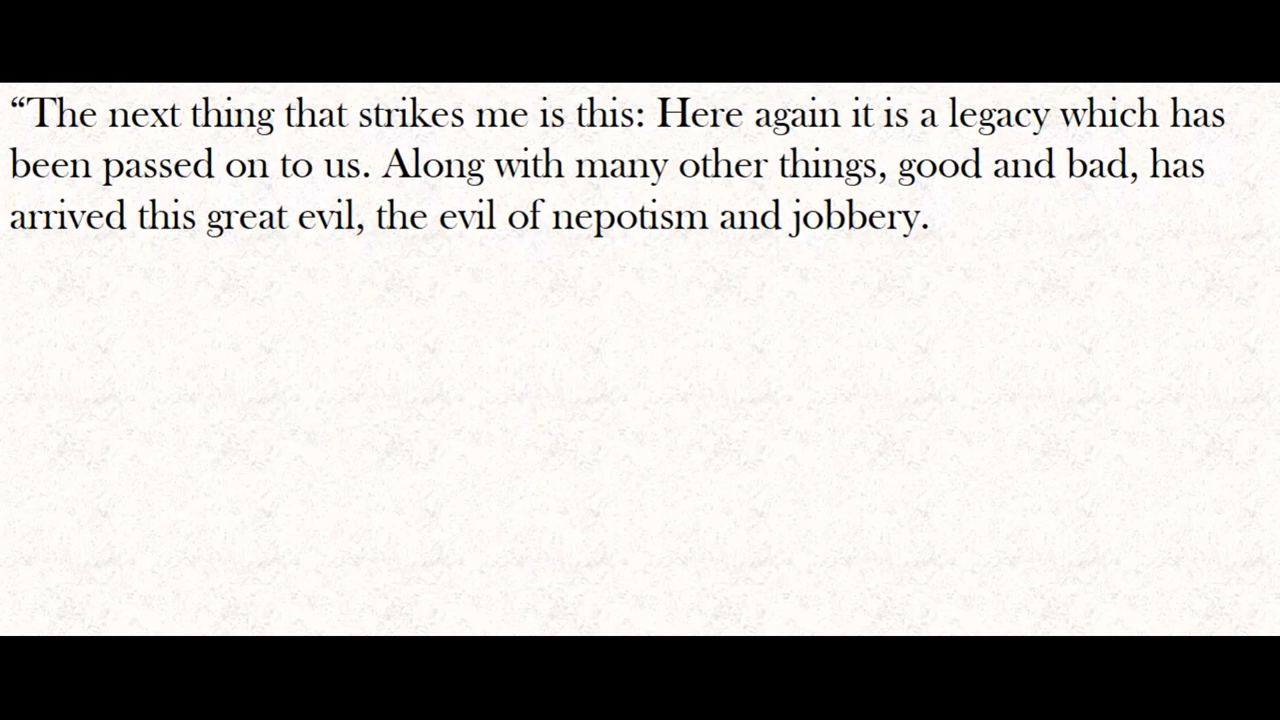 “The next thing that strikes me is this: Here again it is a legacy which has
been passed on to us. Along with many other things, good and bad, has
arrived this great evil, the evil of nepotism and jobbery.